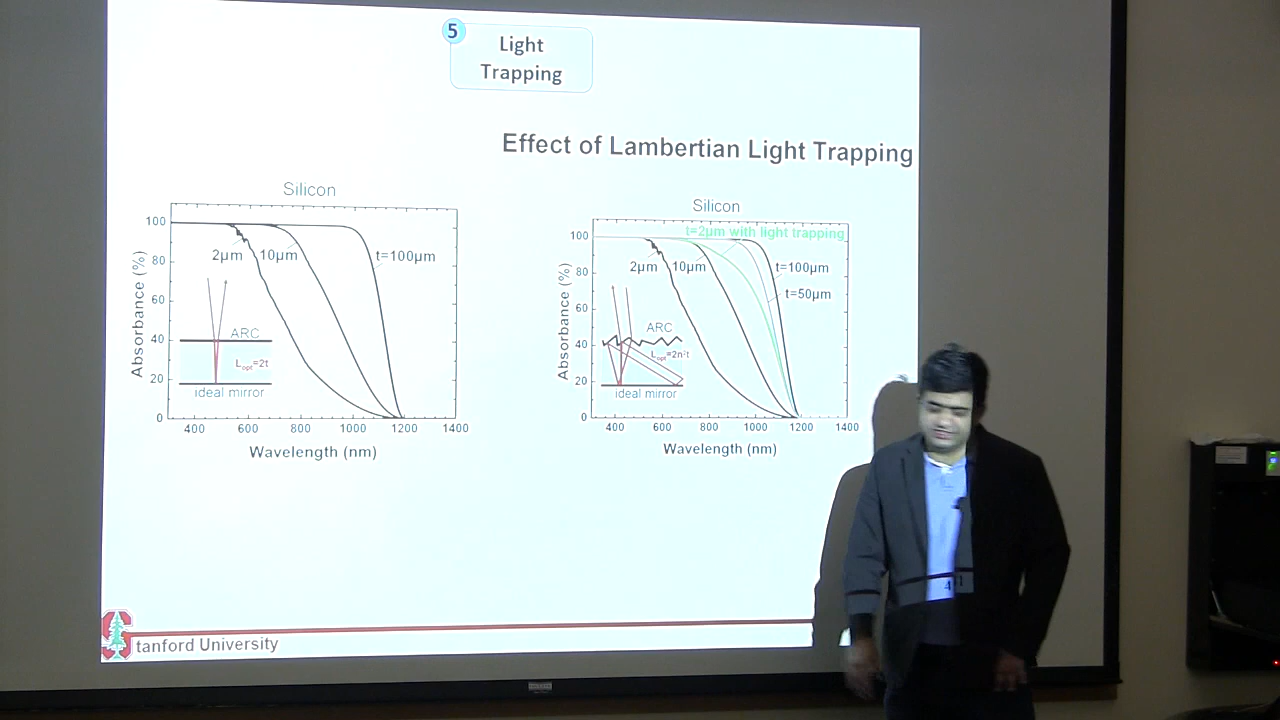 5
Light
Trapping
Effect of Lambertian Light Trapping
Silicon
100
80
60
40
20
0
Absorbance (%)
2µm
10µm
t=100µm
ARC
Lopt=2t
ideal mirror
400
600
800
1000
1200
1400
Wavelength (nm)
Silicon
100
80
60
40
20
0
Absorbance (%)
t=2µm with light trapping
2µm
10µm
t=100µm
t=50µm
ARC
Lopt=2n²t
ideal mirror
400
600
800
1000
1200
1400
Wavelength (nm)
Stanford University